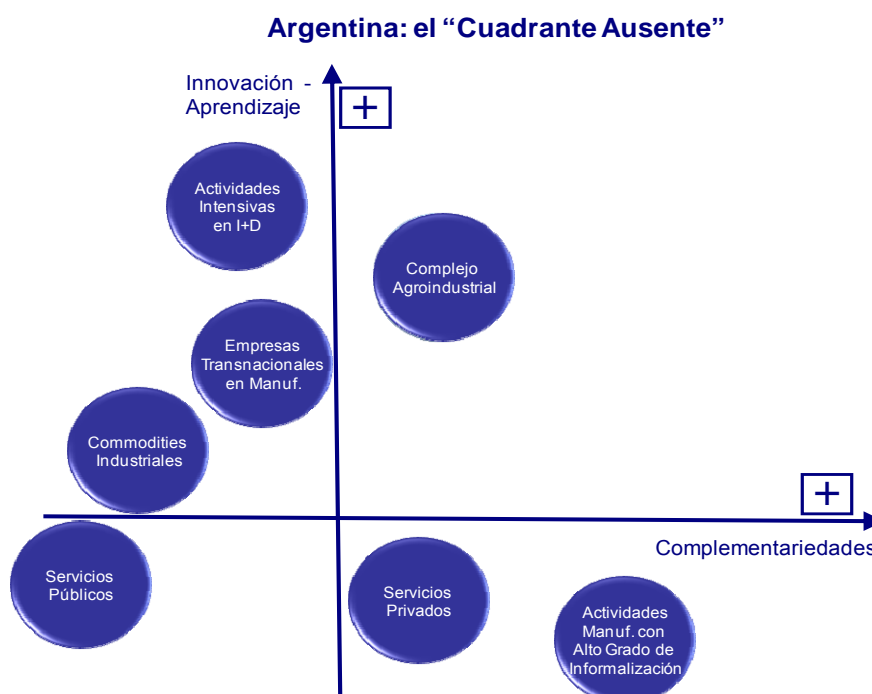 Argentina: el “Cuadrante Ausente”
Innovación -
Aprendizaje
+
Actividades
Intensivas
en I+D
Complejo
Agroindustrial
Empresas
Transnacionales
en Manuf.
Commodities
Industriales
+
Complementariedades
Servicios
Públicos
Servicios
Privados
Actividades
Manuf. con
Alto Grado de
Informalización